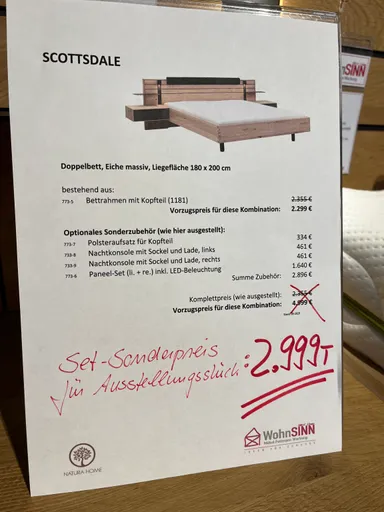 SCOTTSDALE
Doppelbett, Eiche massiv, Liegefläche 180 x 200 cm
bestehend aus:
773-5 Bettrahmen mit Kopfteil (1181) 2.355 €
Vorzugspreis für diese Kombination: 2.299 €
Optionales Sonderzubehör (wie hier ausgestellt):
773-7 Polsteraufsatz für Kopfteil 334 €
733-8 Nachtkonsole mit Sockel und Lade, links 461 €
733-9 Nachtkonsole mit Sockel und Lade, rechts 461 €
773-6 Paneel-Set (li. + re.) inkl. LED-Beleuchtung 1.640 €
Summe Zubehör: 2.896 €
Komplettpreis (wie ausgestellt): 2.355 €
Vorzugspreis für diese Kombination: 4.999 €
Set-Sonderpreis
für Ausstellungsstück: 2.999,-
NATURA-HOME
WohnSINN
hnSINN